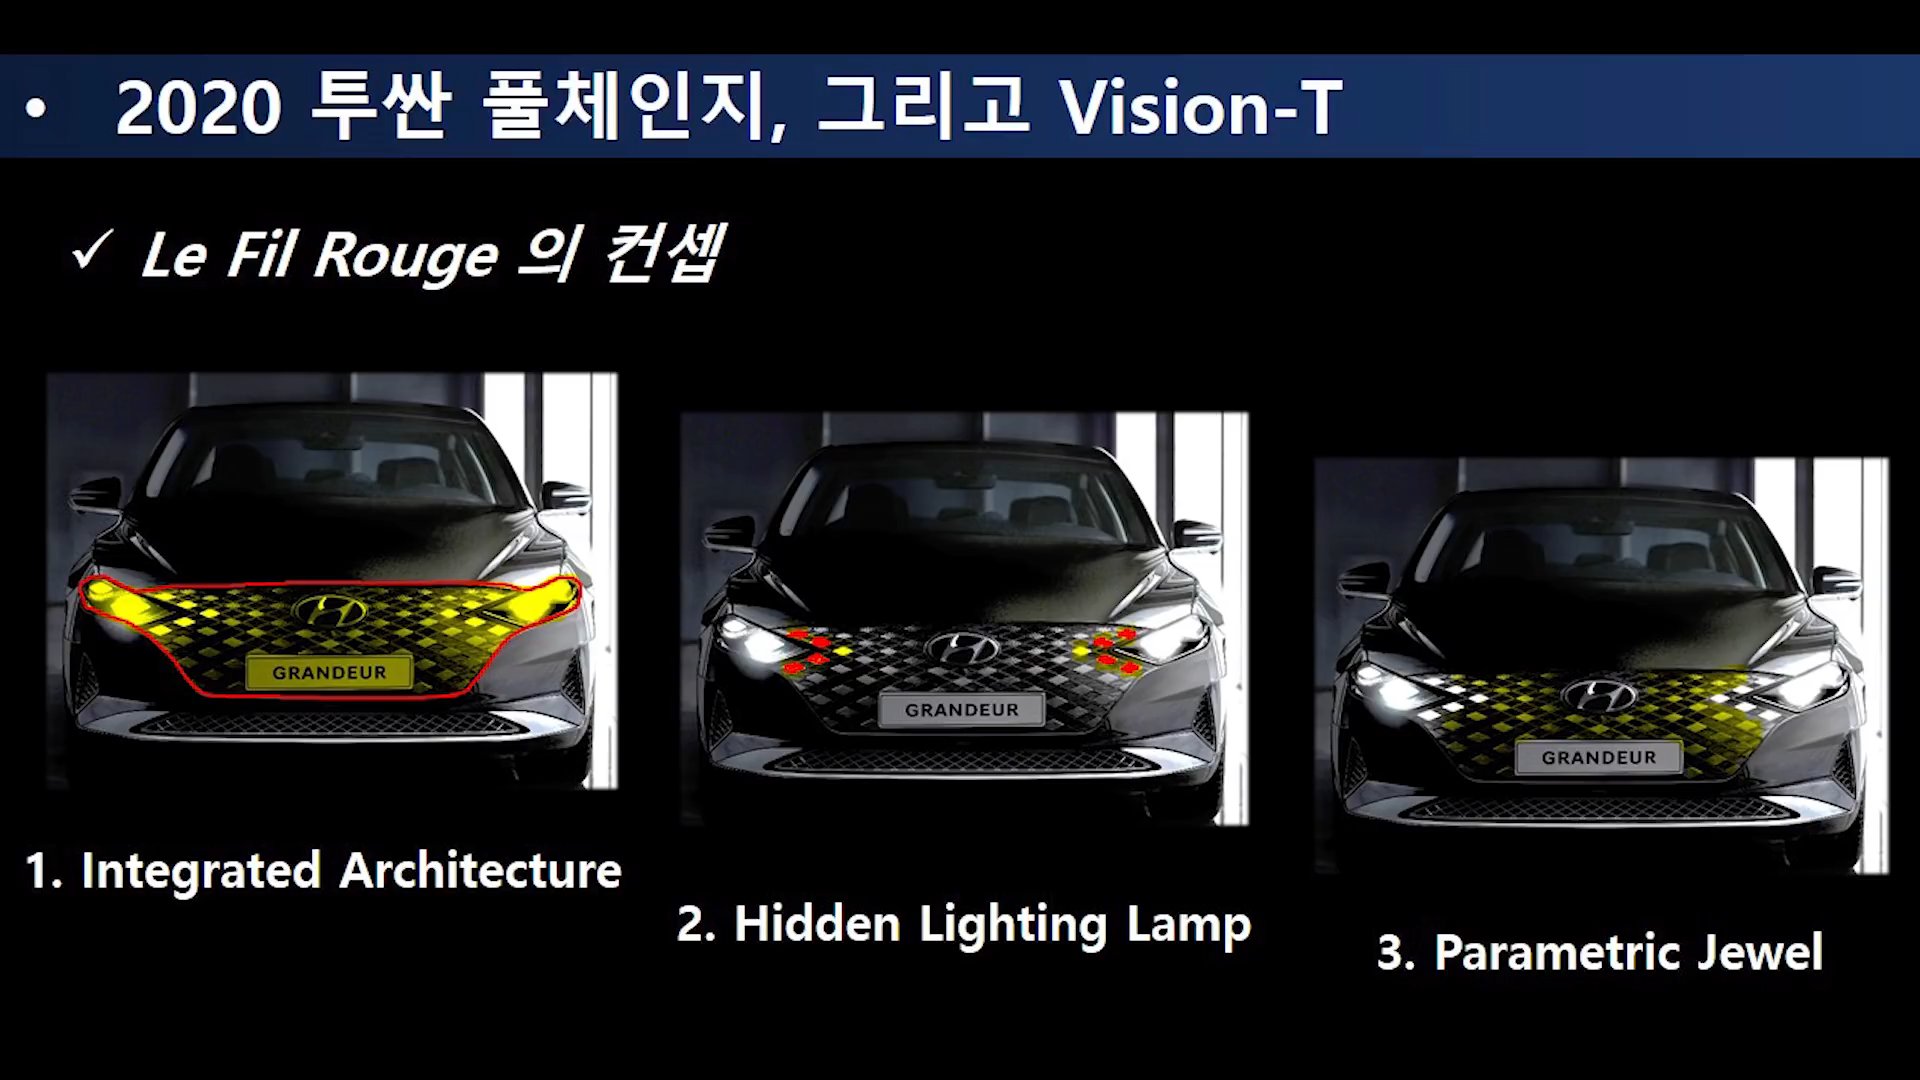 • 2020 투싼 풀체인지, 그리고 Vision-T
✓ Le Fil Rouge 의 컨셉
GRANDEUR
GRANDEUR
GRANDEUR
1. Integrated Architecture
2. Hidden Lighting Lamp
3. Parametric Jewel